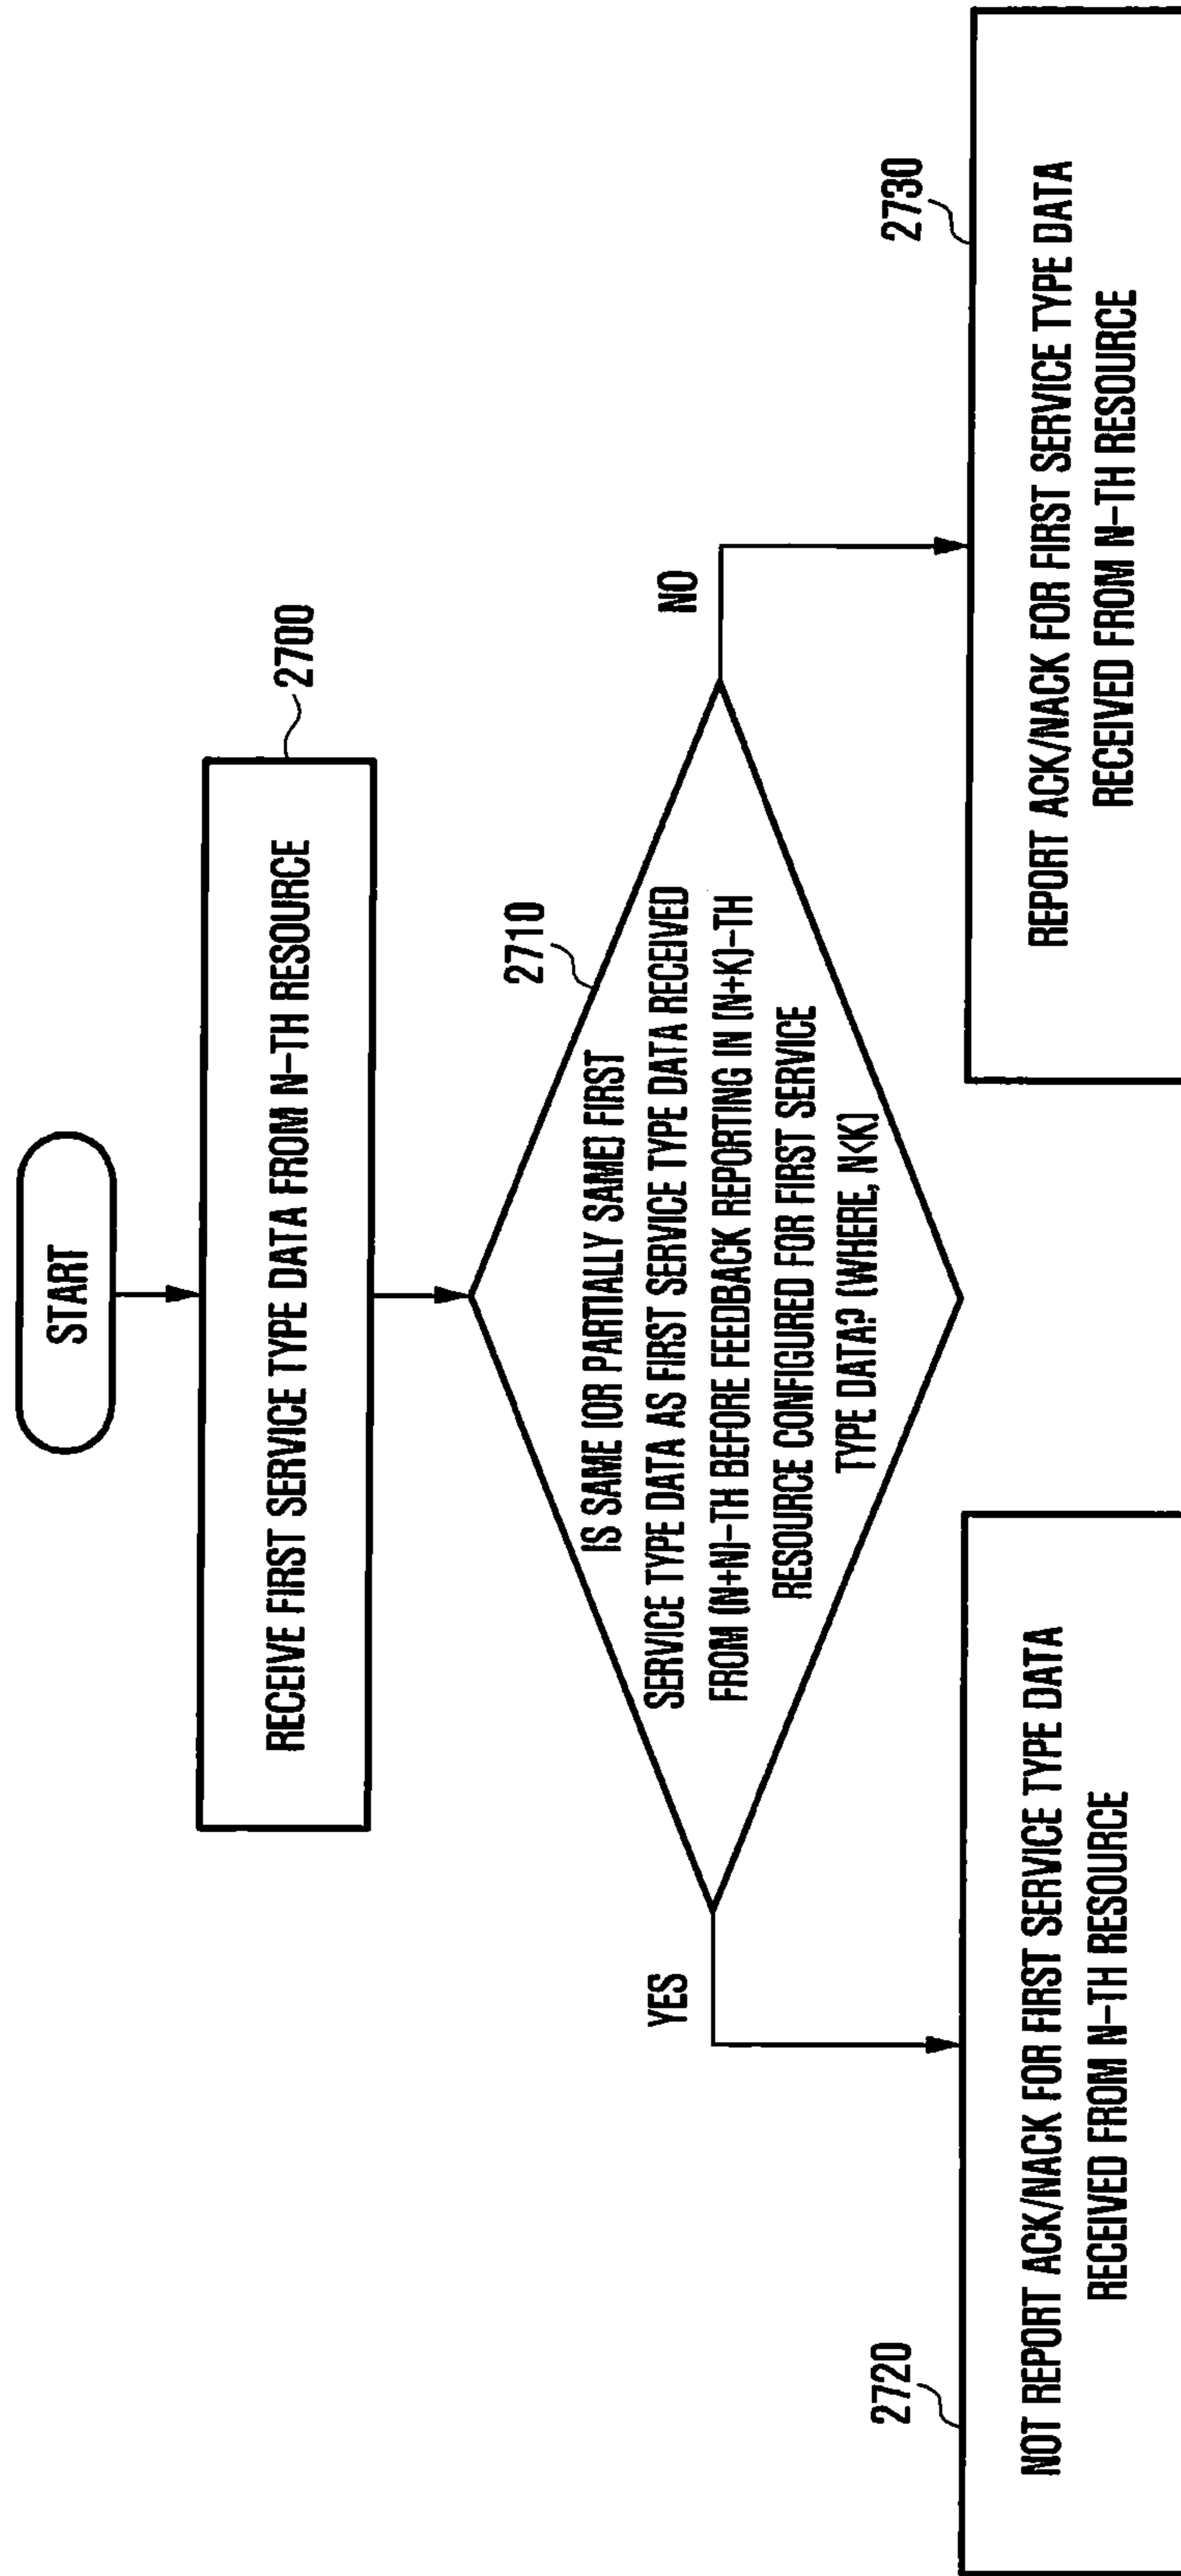 START
RECEIVE FIRST SERVICE TYPE DATA FROM N-TH RESOURCE
2700
2710
IS SAME (OR PARTIALLY SAME) FIRST
SERVICE TYPE DATA AS FIRST SERVICE TYPE DATA RECEIVED
FROM (N+N)-TH BEFORE FEEDBACK REPORTING IN (N+K)-TH
RESOURCE CONFIGURED FOR FIRST SERVICE
TYPE DATA? (WHERE, N<K)
YES
NO
2720
NOT REPORT ACK/NACK FOR FIRST SERVICE TYPE DATA
RECEIVED FROM N-TH RESOURCE
2730
REPORT ACK/NACK FOR FIRST SERVICE TYPE DATA
RECEIVED FROM N-TH RESOURCE